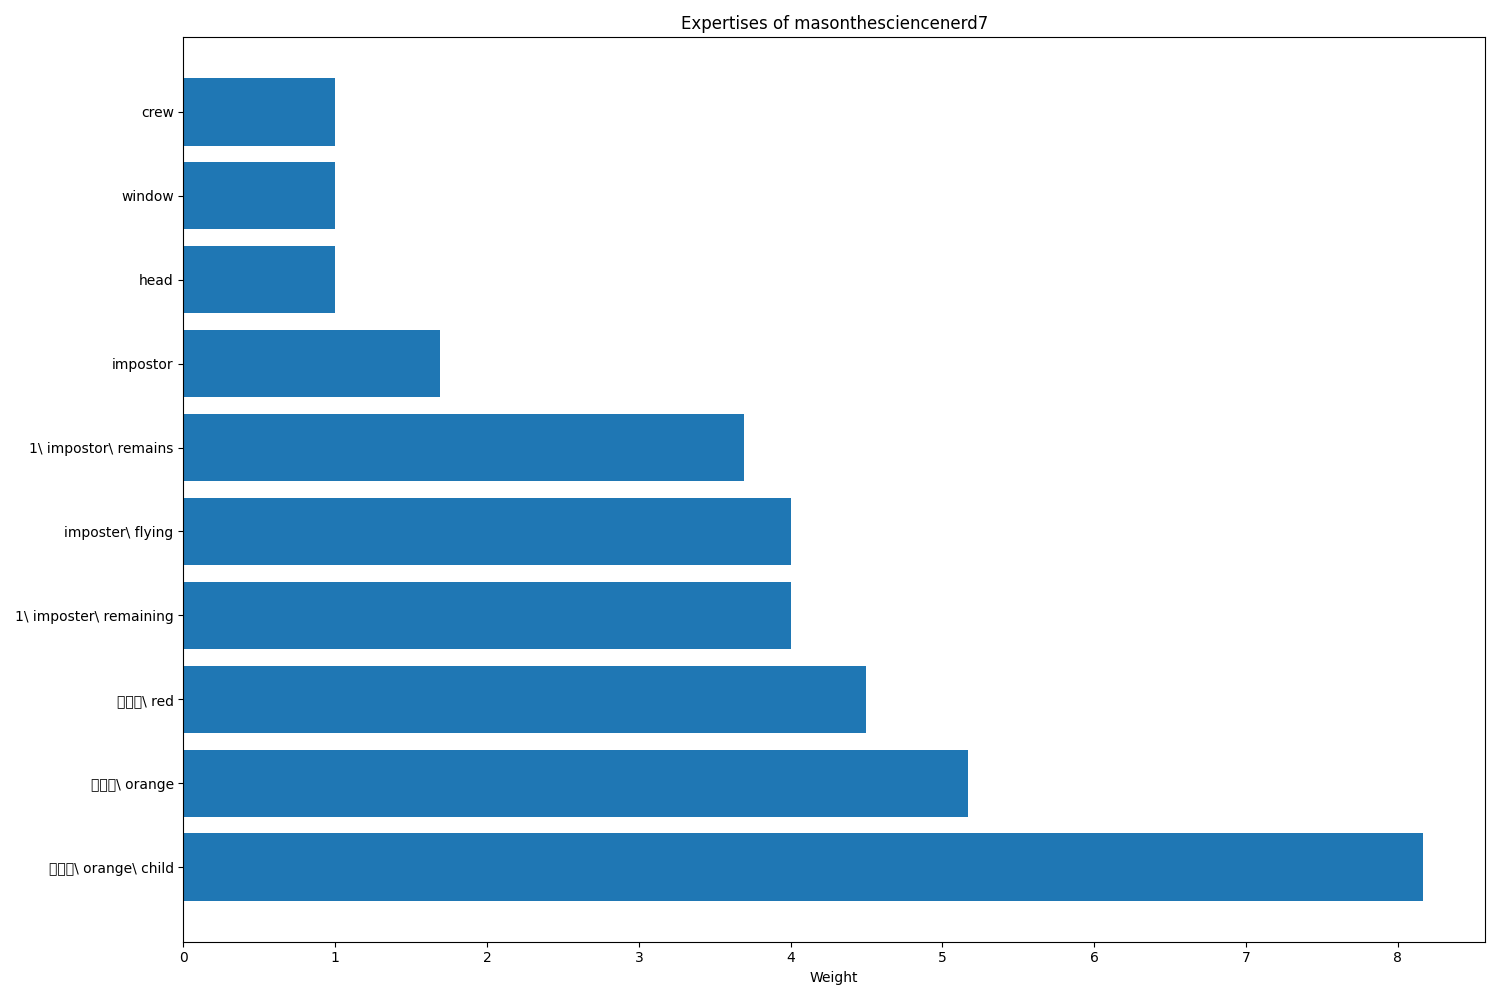 Expertises of masonthesciencenerd7
crew
window
head
impostor
1\ impostor\ remains
imposter\ flying
1\ imposter\ remaining
\ red
\ orange
\ orange\ child
0 1 2 3 4 5 6 7 8
Weight